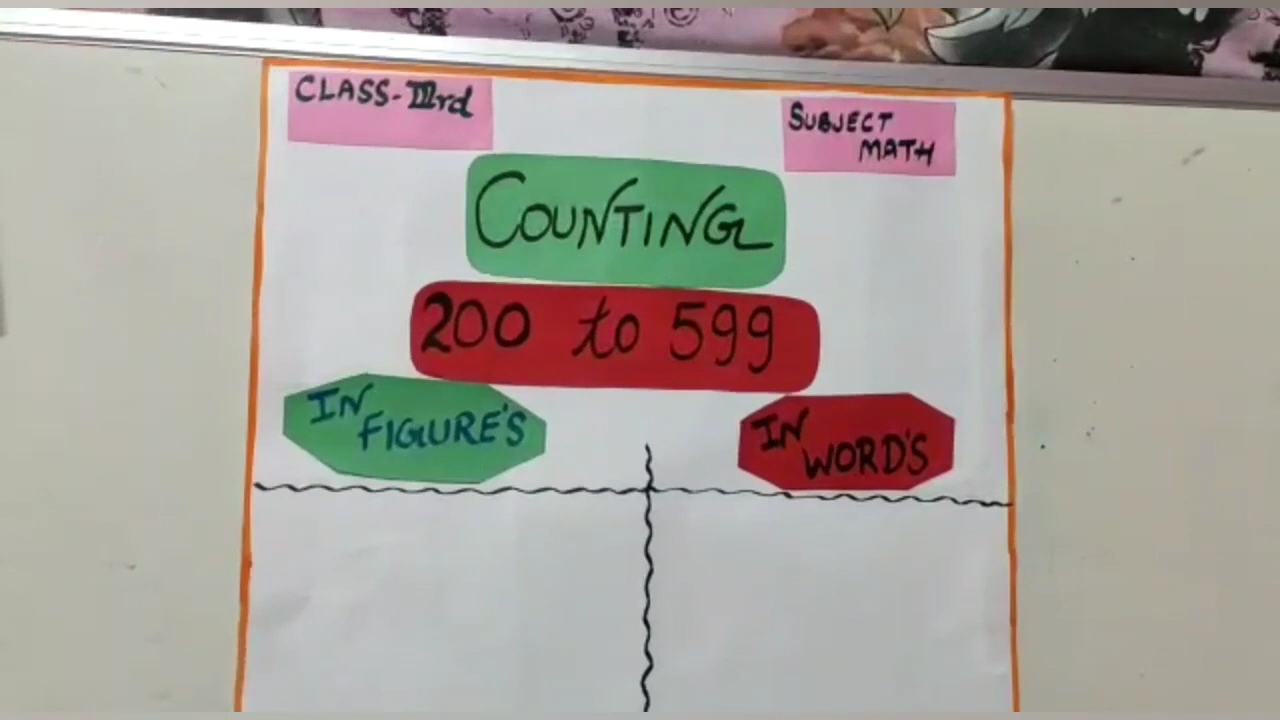 CLASS-IIIrd
SUBJECT
MATH
COUNTING
200 to 599
IN
FIGURE'S
IN
WORD'S